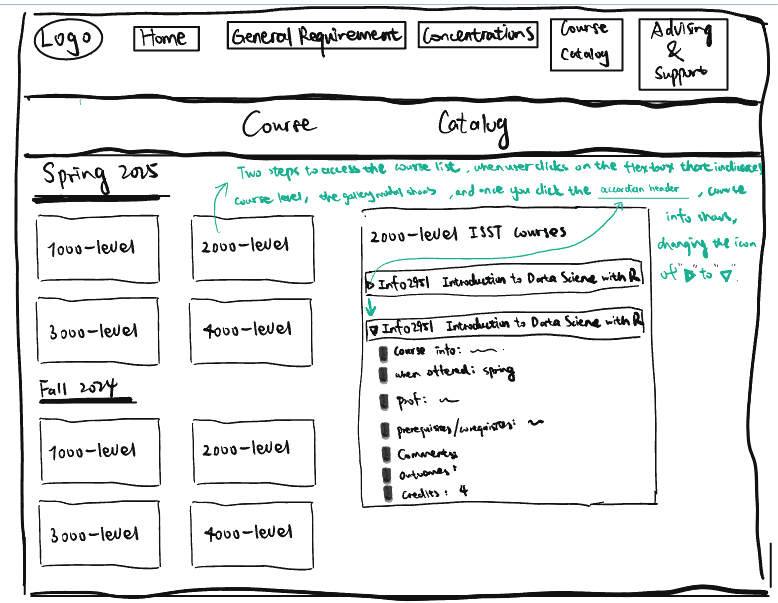 Logo
Home
General Requirement
Concentrations
Course
Catalog
Advising
&
Support
Course Catalog
Spring 2025
Two steps to access the course list, when user clicks on the flexbox that indicates
course level, the gallery modal shows, and once you click the accordian header, course
info shows,
changing the icon
of "▷" to "▽".
1000-level
2000-level
3000-level
4000-level
Fall 2024
1000-level
2000-level
3000-level
4000-level
2000-level ISST courses
▷ Info2951 Introduction to Data Science with R
▽ Info2951 Introduction to Data Science with R
course info:
when offered: spring
prof:
prerequisites/corequisites:
Comments:
outcomes:
Credits: 4